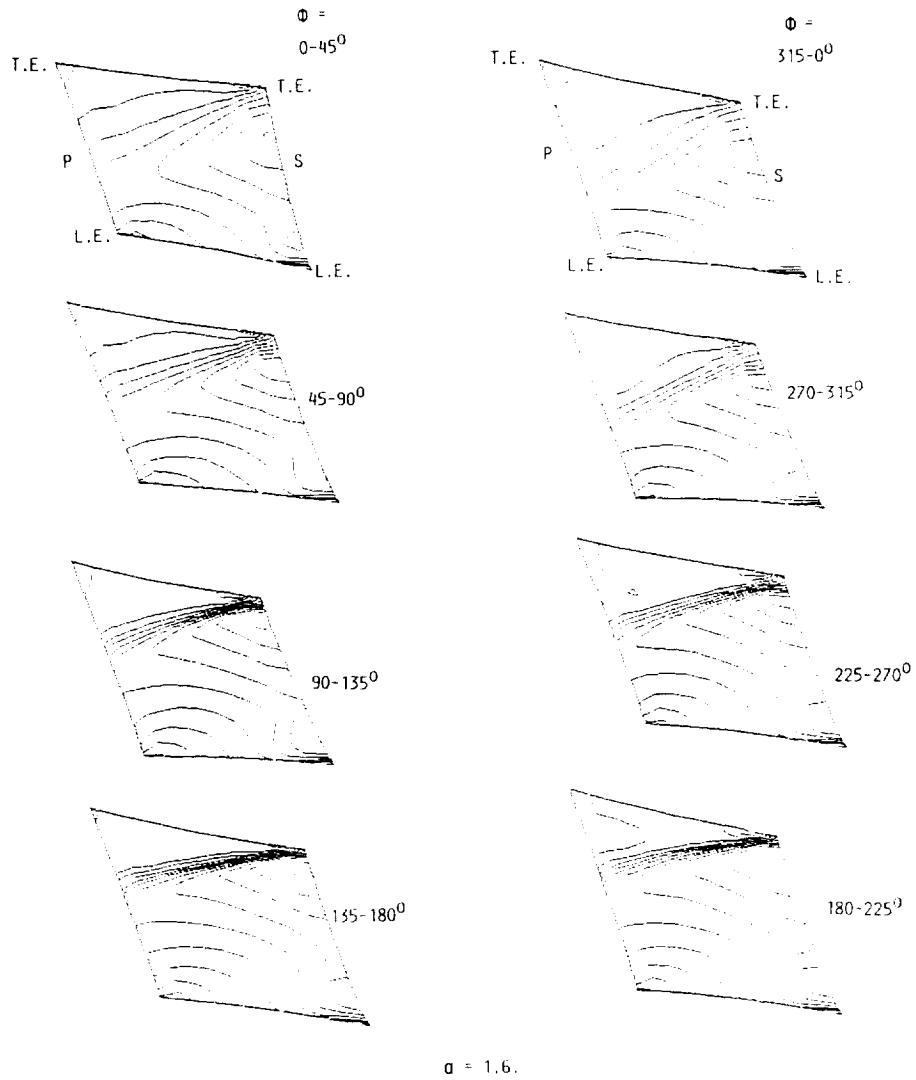 Φ =
0-45⁰
T.E.
T.E.
P
S
L.E.
L.E.
Φ =
315-0⁰
T.E.
T.E.
P
S
L.E.
L.E.
45-90⁰
270-315⁰
90-135⁰
225-270⁰
135-180⁰
180-225⁰
α = 1.6.